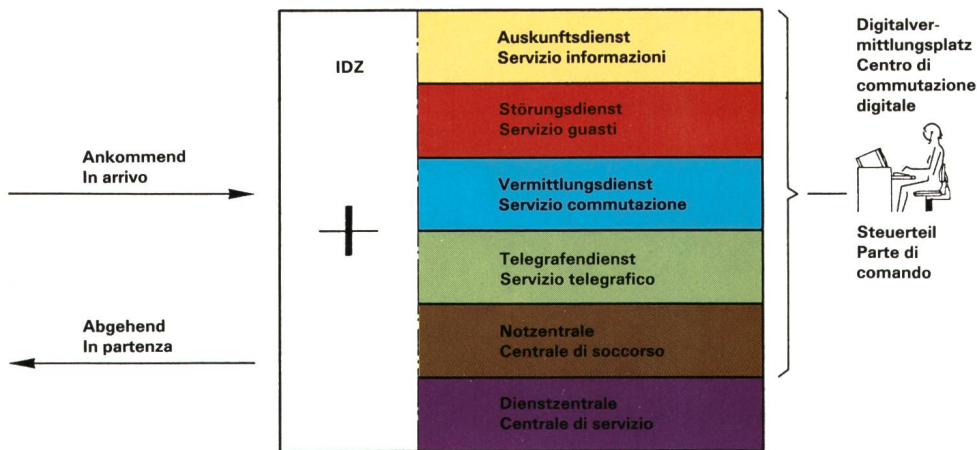 Ankommend
In arrivo
Abgehend
In partenza
IDZ
Auskunftsdienst
Servizio informazioni
Störungsdienst
Servizio guasti
Vermittlungsdienst
Servizio commutazione
Telegrafendienst
Servizio telegrafico
Notzentrale
Centrale di soccorso
Dienstzentrale
Centrale di servizio
Digitalver-
mittlungsplatz
Centro di
commutazione
digitale
Steuerteil
Parte di
comando